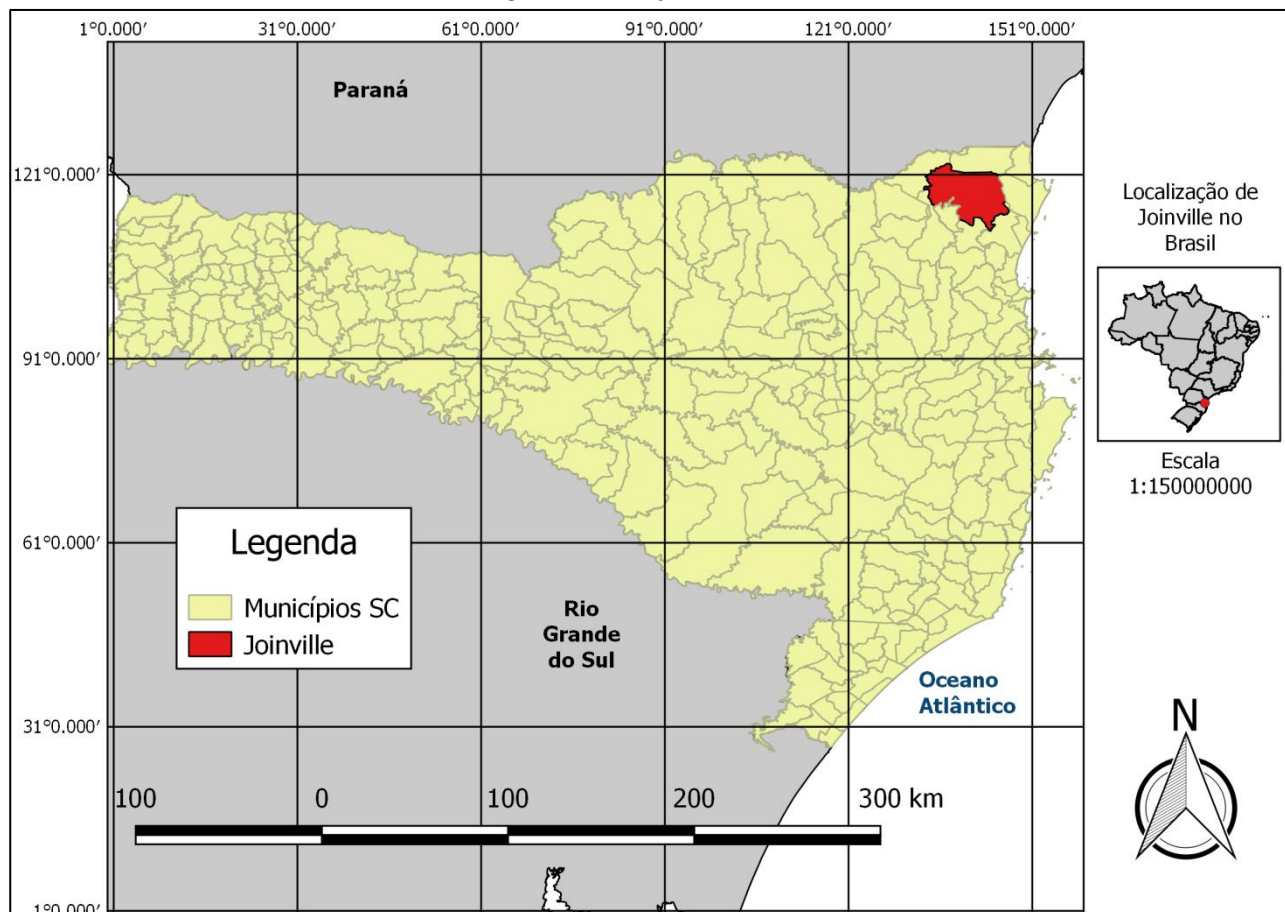 1°0.000' 31°0.000' 61°0.000' 91°0.000' 121°0.000' 151°0.000'
Paraná
121°0.000'
91°0.000'
61°0.000'
31°0.000'
1°0.000'
Legenda
Municípios SC
Joinville
Rio
Grande
do Sul
Oceano
Atlântico
100 0 100 200 300 km
Localização de
Joinville no
Brasil
Escala
1:150000000
N